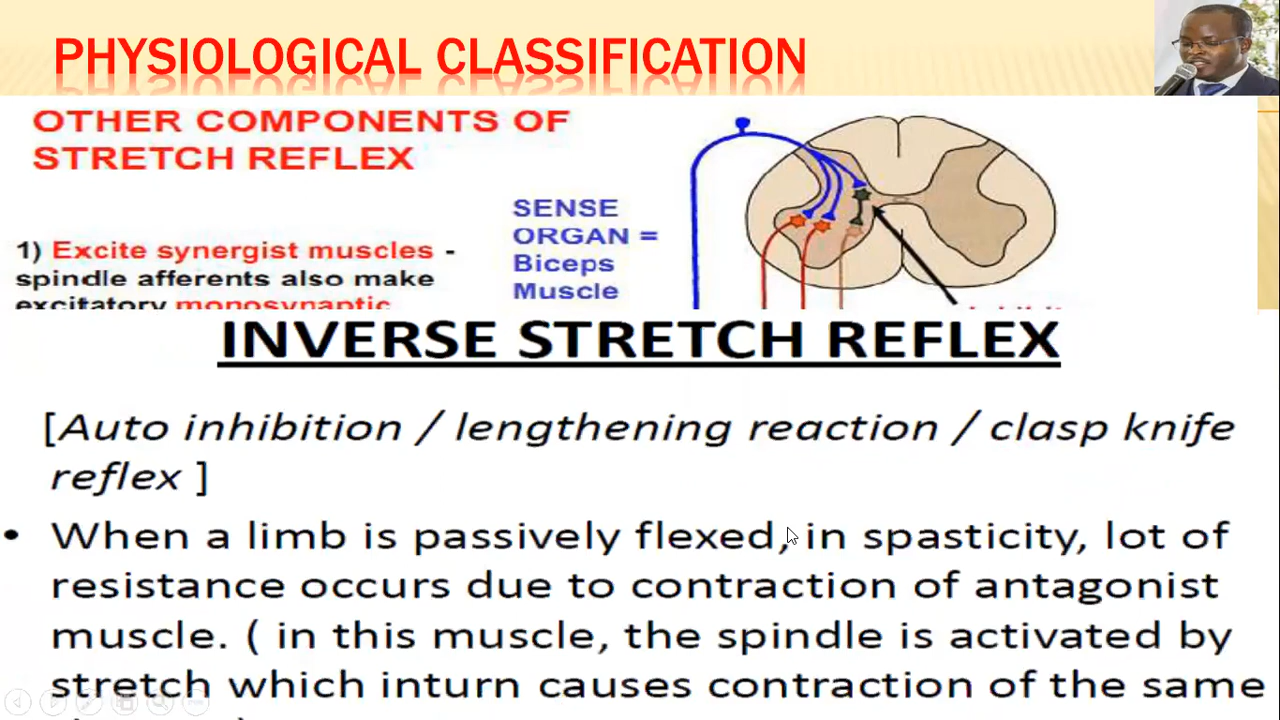 PHYSIOLOGICAL CLASSIFICATION
OTHER COMPONENTS OF
STRETCH REFLEX
1) Excite synergist muscles -
spindle afferents also make
excitatory monosynaptic
SENSE
ORGAN =
Biceps
Muscle
INVERSE STRETCH REFLEX
[Auto inhibition / lengthening reaction / clasp knife
reflex ]
• When a limb is passively flexed, in spasticity, lot of
resistance occurs due to contraction of antagonist
muscle. ( in this muscle, the spindle is activated by
stretch which inturn causes contraction of the same